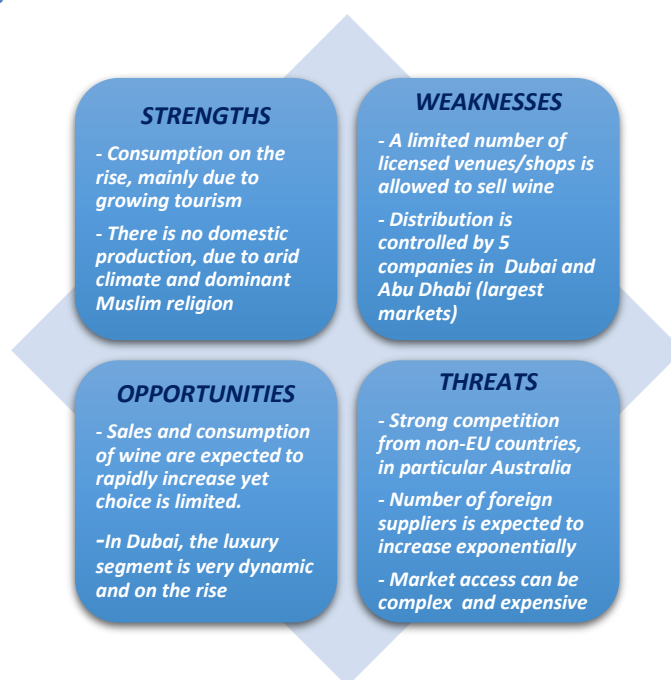 STRENGTHS
- Consumption on the
rise, mainly due to
growing tourism
- There is no domestic
production, due to arid
climate and dominant
Muslim religion
WEAKNESSES
- A limited number of
licensed venues/shops is
allowed to sell wine
- Distribution is
controlled by 5
companies in Dubai and
Abu Dhabi (largest
markets)
OPPORTUNITIES
- Sales and consumption
of wine are expected to
rapidly increase yet
choice is limited.
-In Dubai, the luxury
segment is very dynamic
and on the rise
THREATS
- Strong competition
from non-EU countries,
in particular Australia
- Number of foreign
suppliers is expected to
increase exponentially
- Market access can be
complex and expensive